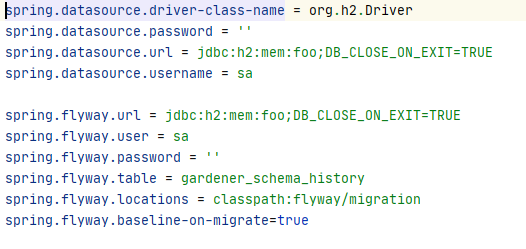 spring.datasource.driver-class-name = org.h2.Driver
spring.datasource.password = ''
spring.datasource.url = jdbc:h2:mem:foo;DB_CLOSE_ON_EXIT=TRUE
spring.datasource.username = sa

spring.flyway.url = jdbc:h2:mem:foo;DB_CLOSE_ON_EXIT=TRUE
spring.flyway.user = sa
spring.flyway.password = ''
spring.flyway.table = gardener_schema_history
spring.flyway.locations = classpath:flyway/migration
spring.flyway.baseline-on-migrate=true